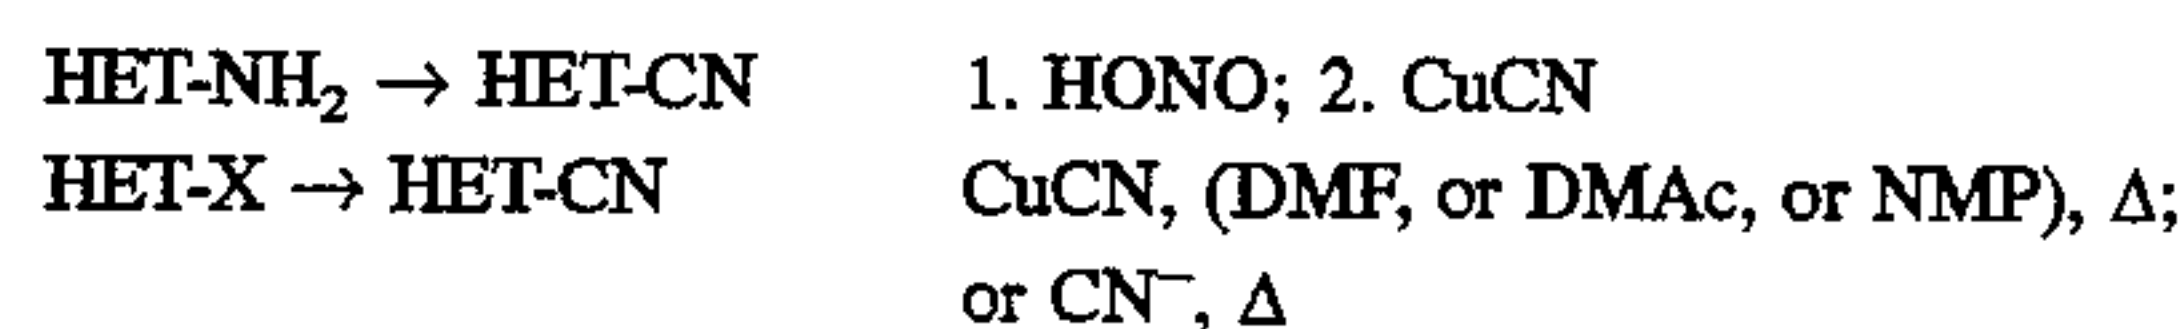 HET-NH₂ → HET-CN 1. HONO; 2. CuCN
HET-X → HET-CN CuCN, (DMF, or DMAc, or NMP), Δ;
or CN⁻, Δ